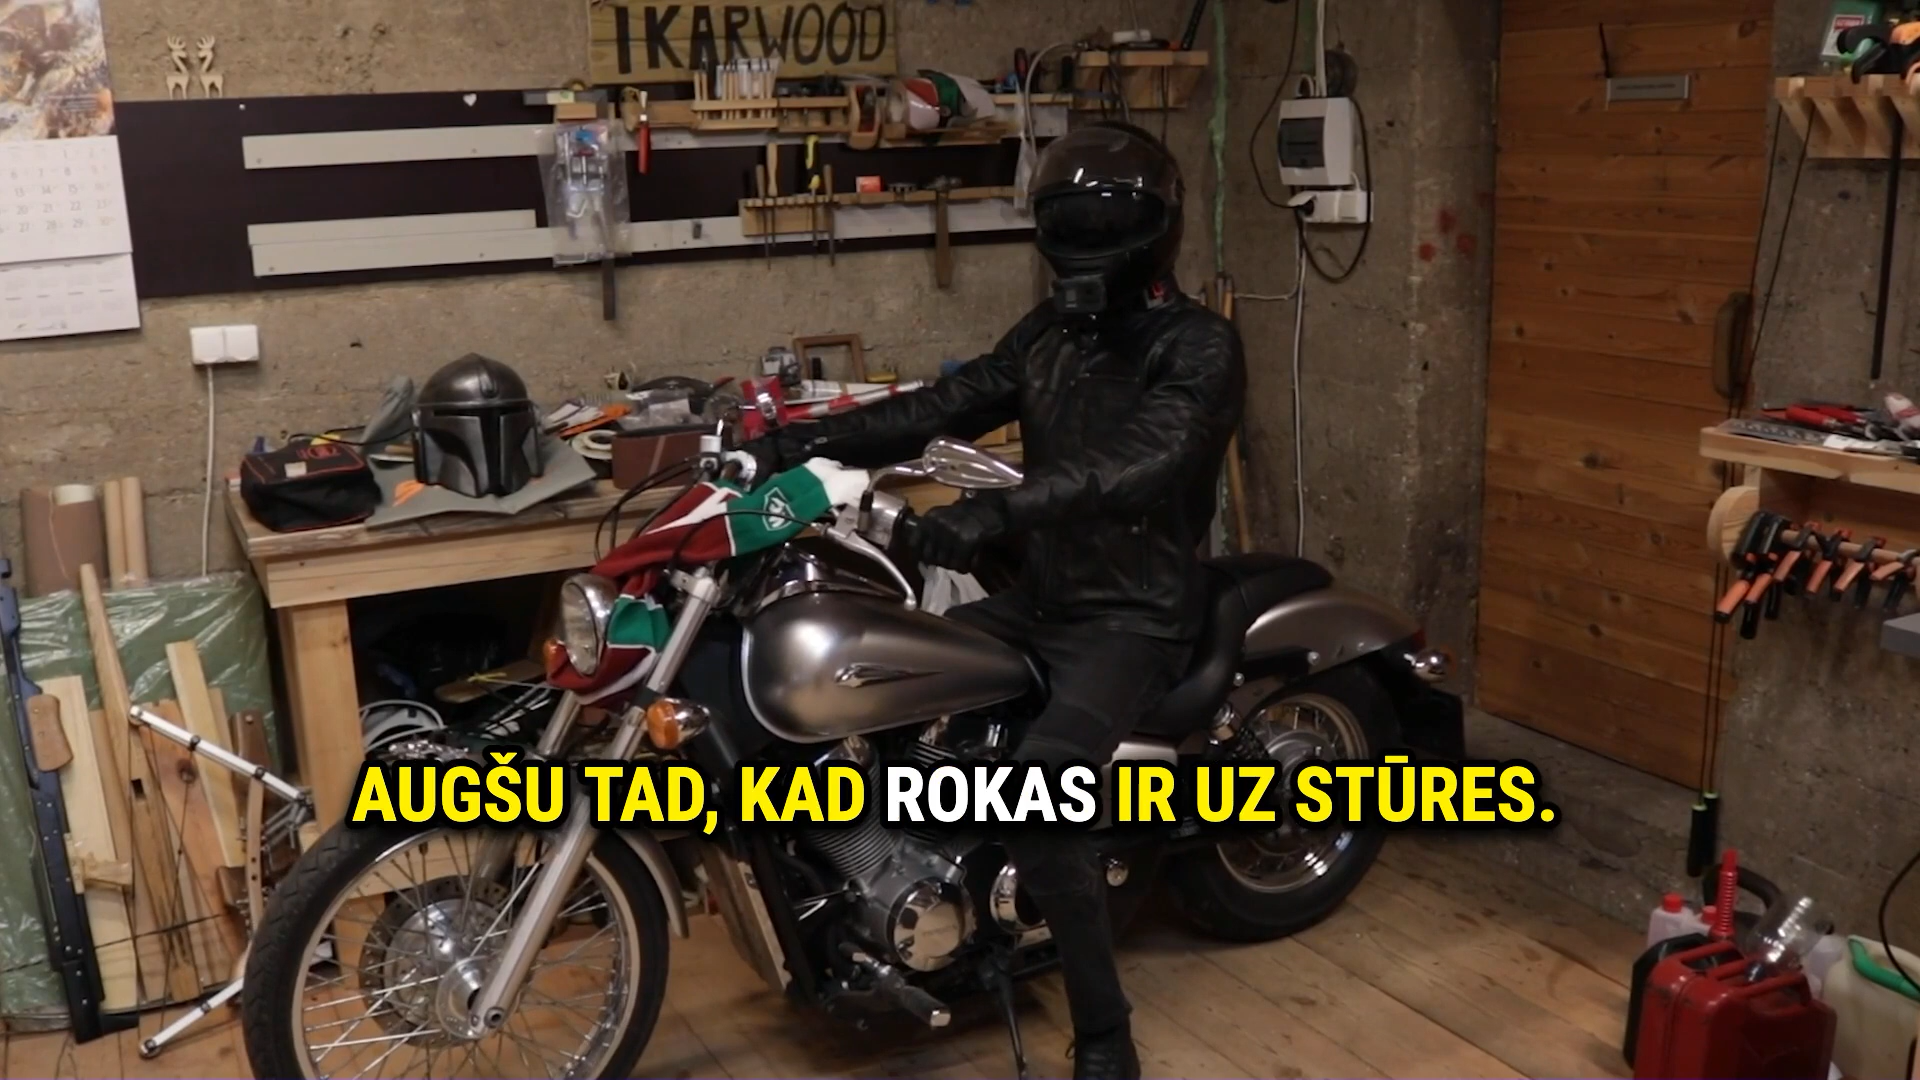 IKARWOOD
AUGŠU TAD, KAD ROKAS IR UZ STŪRES.